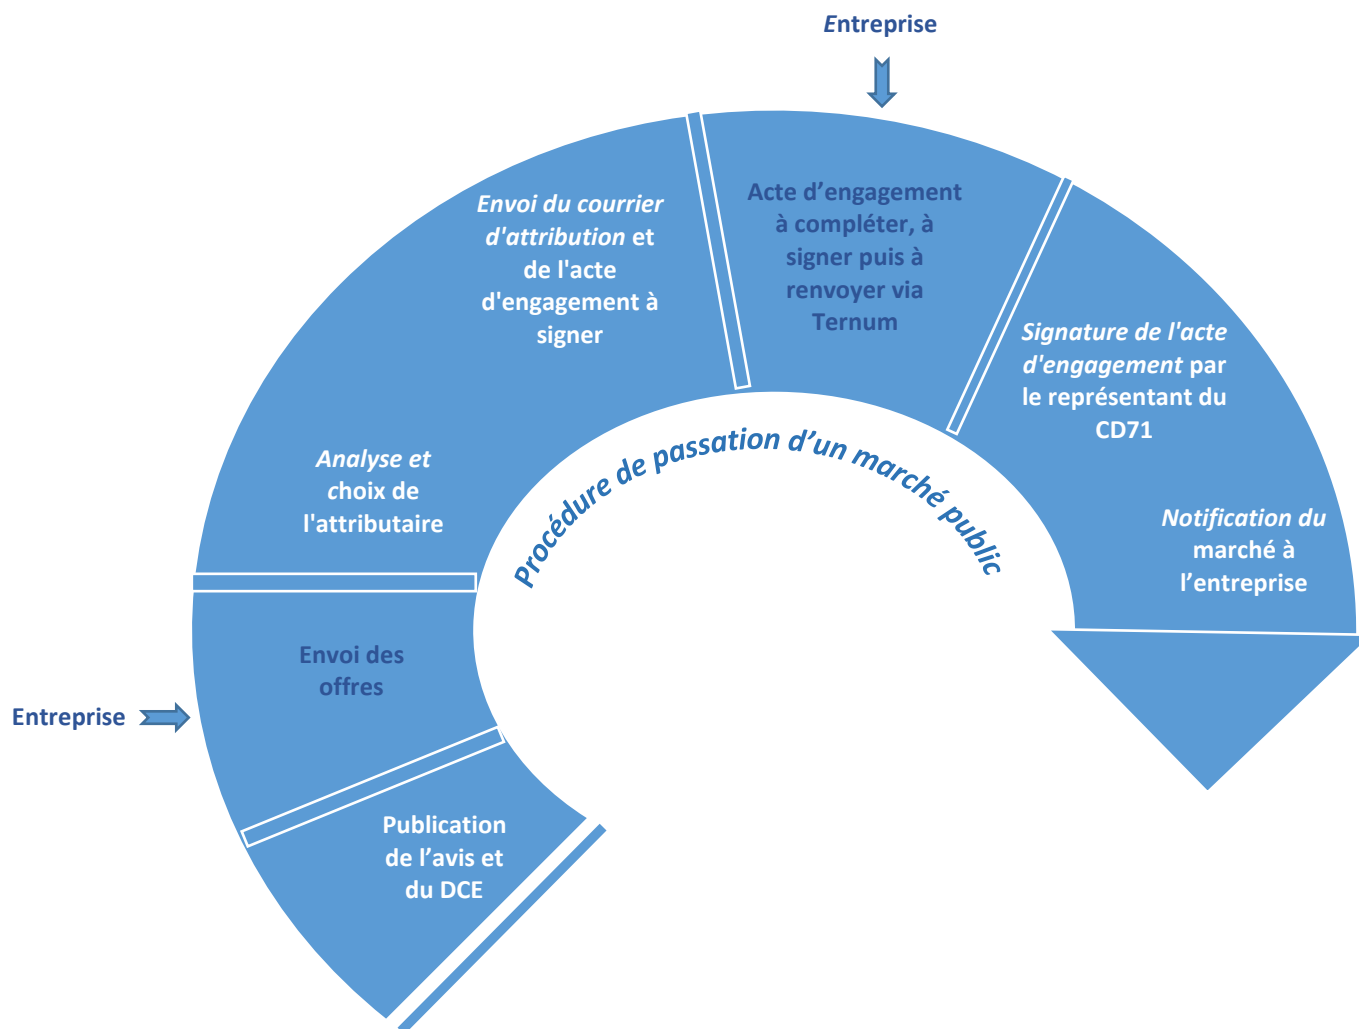 Entreprise
Acte d’engagement
à compléter, à
signer puis à
renvoyer via
Ternum
Envoi du courrier
d'attribution et
de l'acte
d'engagement à
signer
Signature de l'acte
d'engagement par
le représentant du
CD71
Procédure de passation d’un marché public
Analyse et
choix de
l'attributaire
Notification du
marché à
l’entreprise
Envoi des
offres
Entreprise
Publication
de l’avis et
du DCE